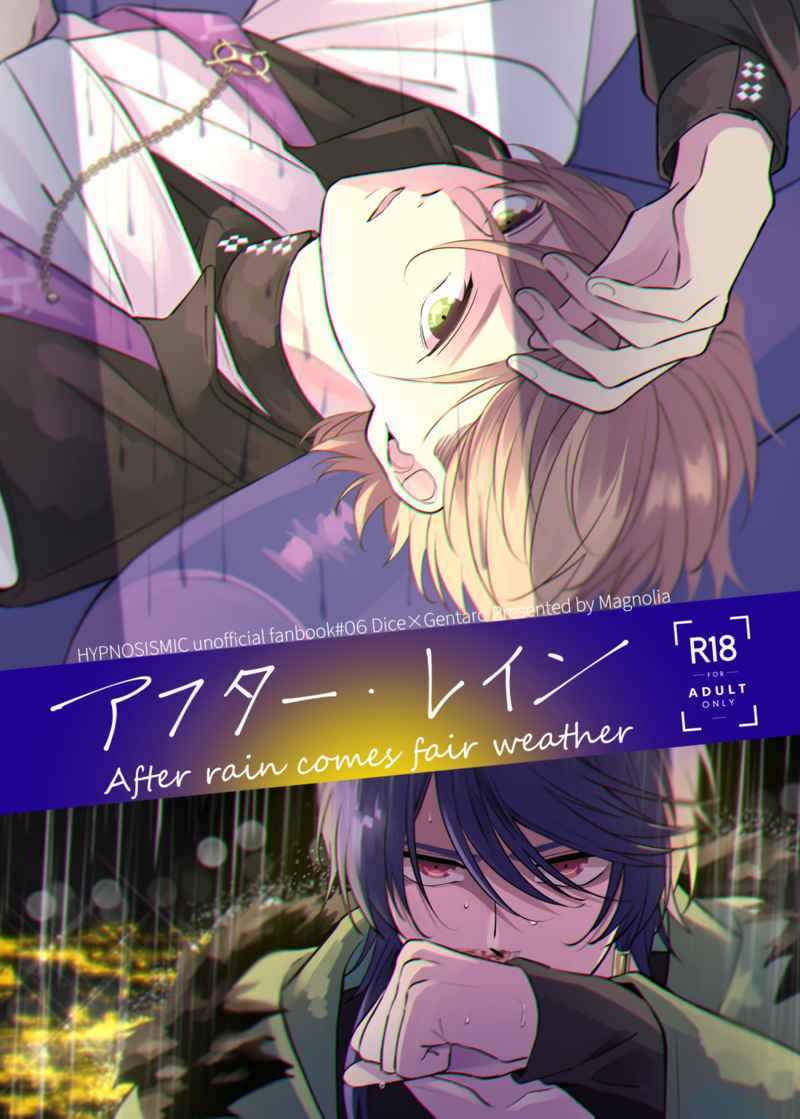 HYPNOSISMIC unofficial fanbook#06 Dice×Gentaro Presented by Magnolia
アフター・レイン
After rain comes fair weather
R18
FOR
ADULT
ONLY